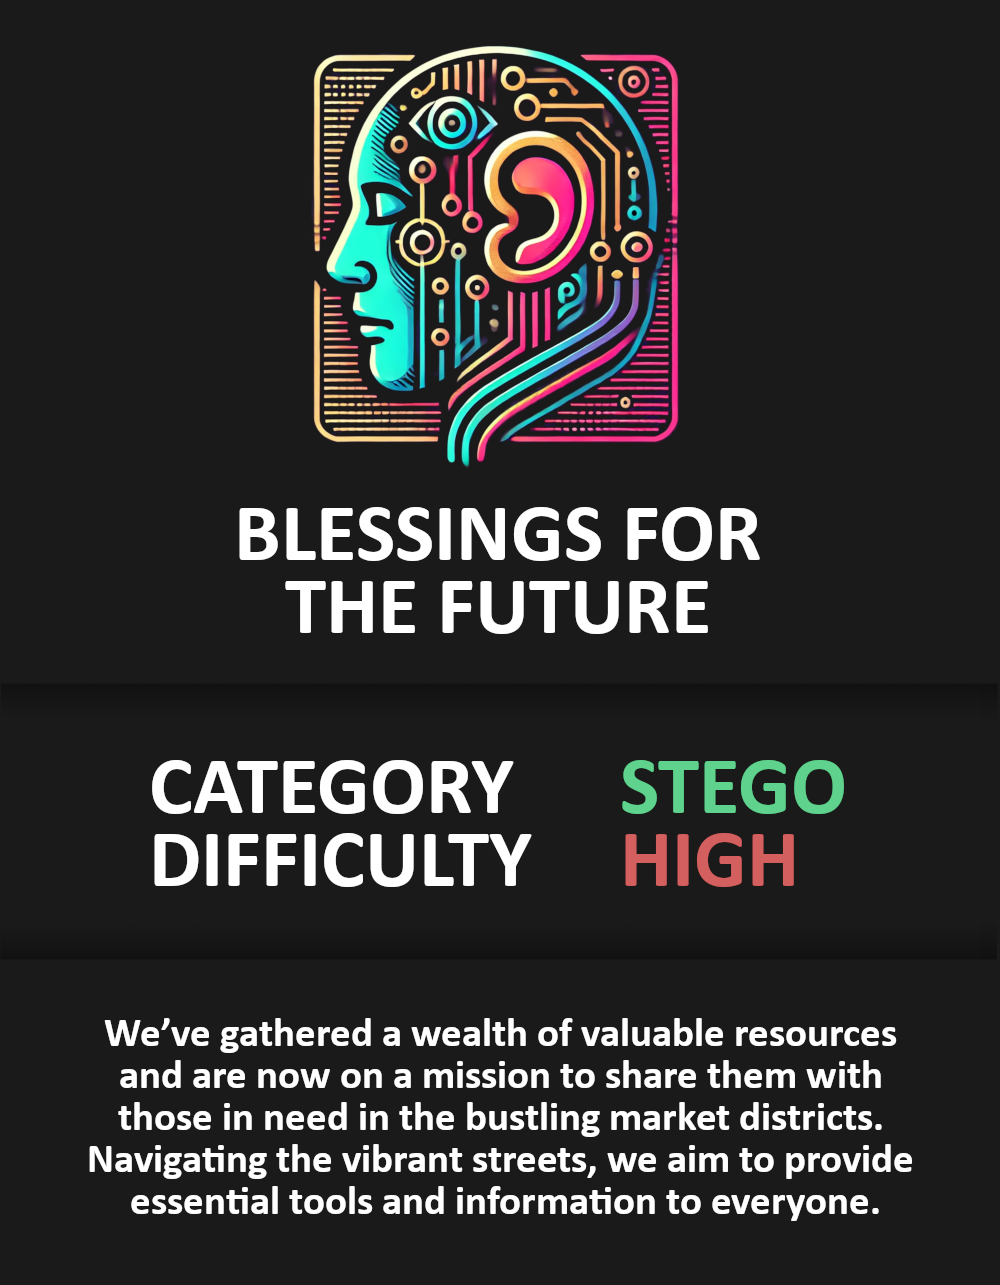 BLESSINGS FOR
THE FUTURE
CATEGORY STEGO
DIFFICULTY HIGH
We’ve gathered a wealth of valuable resources
and are now on a mission to share them with
those in need in the bustling market districts.
Navigating the vibrant streets, we aim to provide
essential tools and information to everyone.